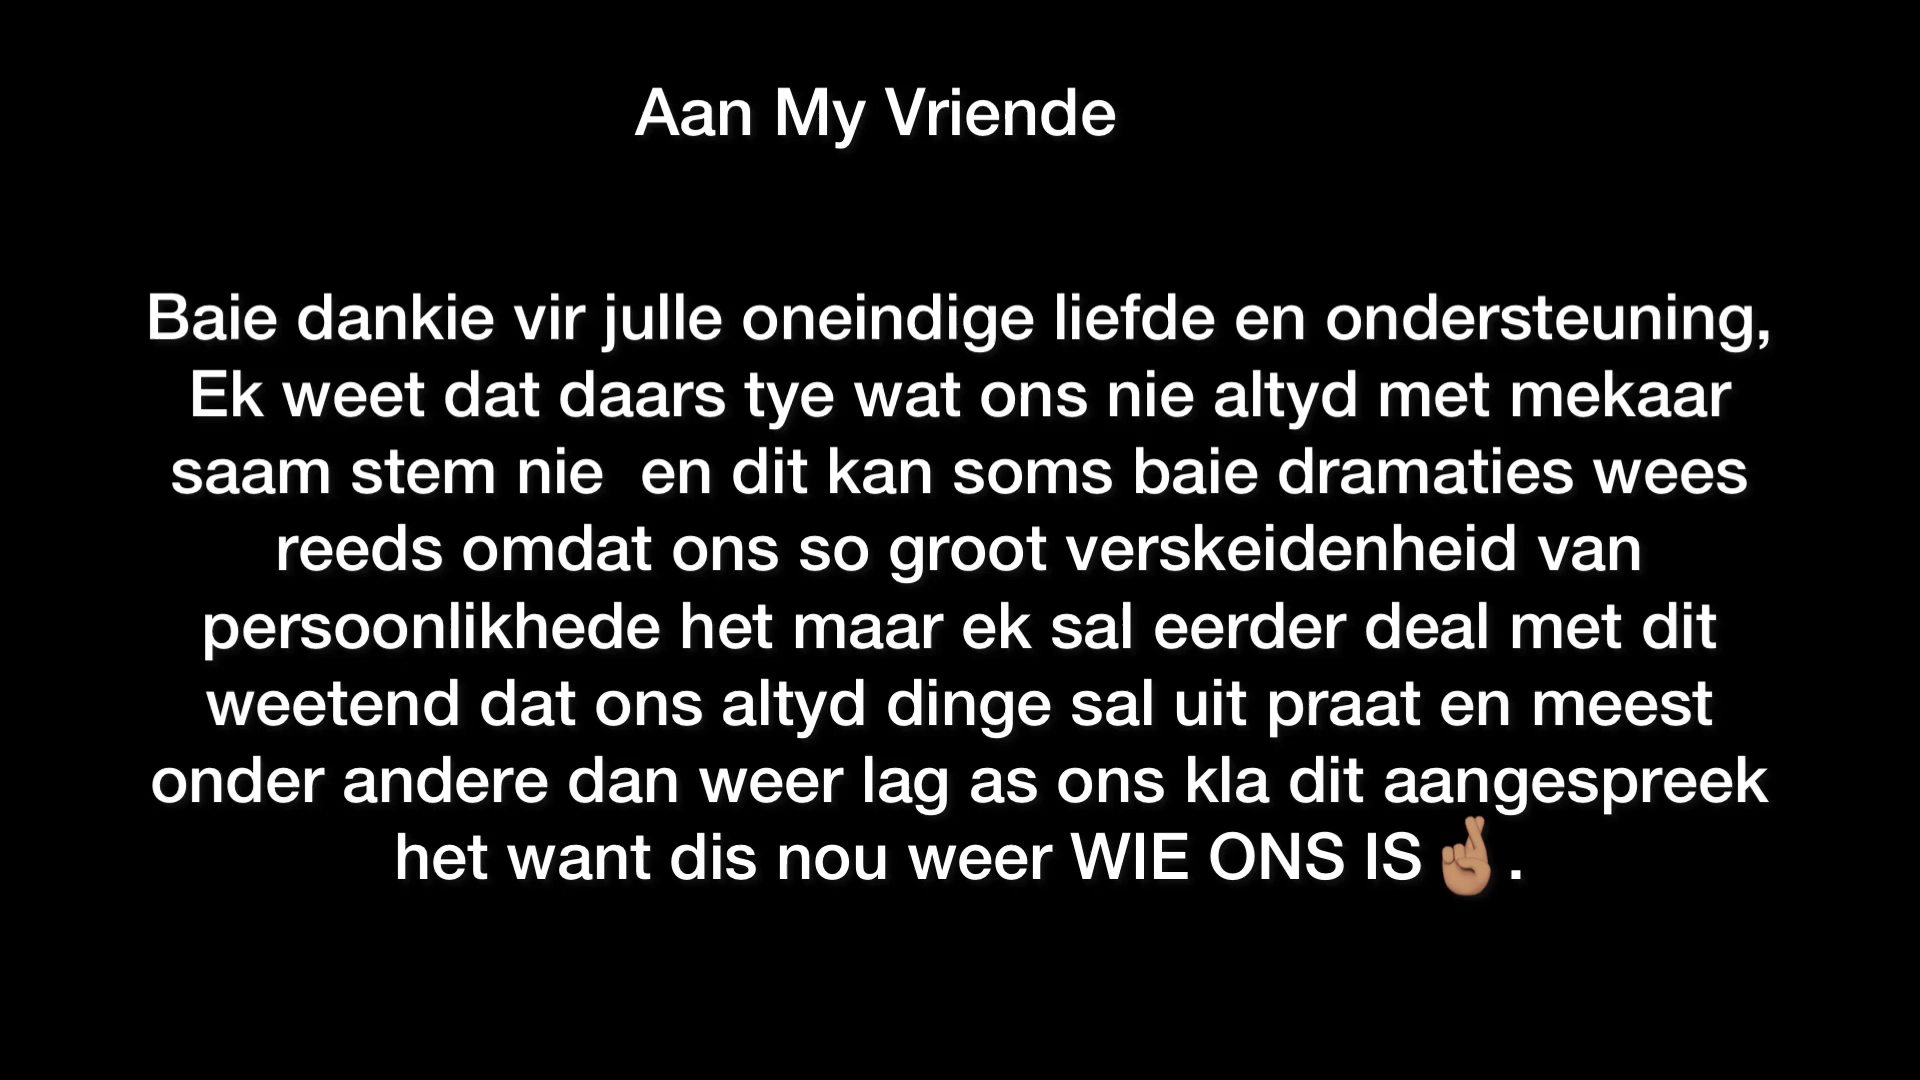 Aan My Vriende
Baie dankie vir julle oneindige liefde en ondersteuning,
Ek weet dat daars tye wat ons nie altyd met mekaar
saam stem nie  en dit kan soms baie dramaties wees
reeds omdat ons so groot verskeidenheid van
persoonlikhede het maar ek sal eerder deal met dit
weetend dat ons altyd dinge sal uit praat en meest
onder andere dan weer lag as ons kla dit aangespreek
het want dis nou weer WIE ONS IS🤞🏽.